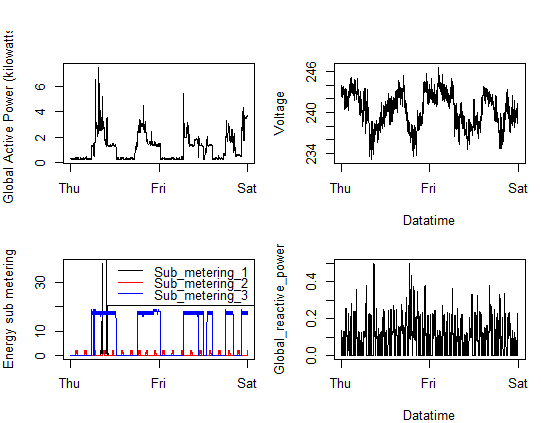 Global Active Power (kilowatts
6
4
2
0
Thu
Fri
Sat
Voltage
246
240
234
Thu
Fri
Sat
Datatime
Energy sub metering
30
10
0
Sub_metering_1
Sub_metering_2
Sub_metering_3
Thu
Fri
Sat
Global_reactive_power
0.4
0.2
0.0
Thu
Fri
Sat
Datatime